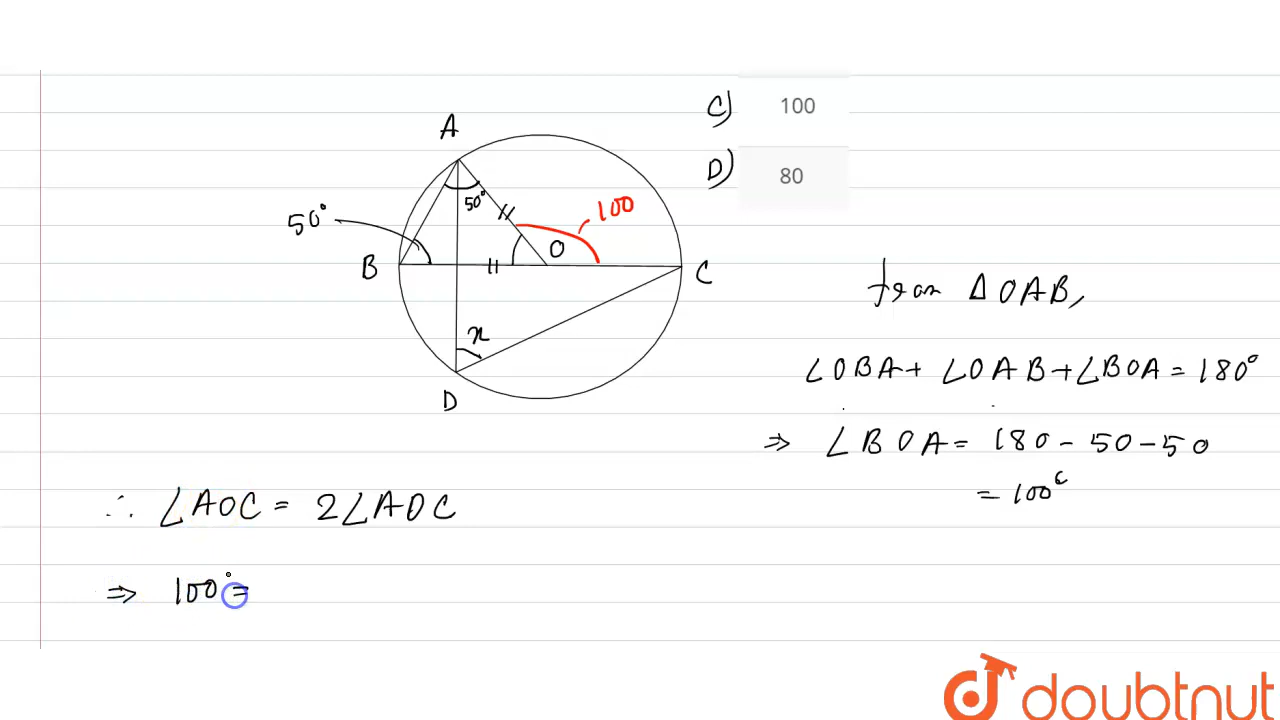 A
C) 100
D) 80
50°
50°
100
O
B
C
x
D
from ΔOAB,
∠OBA + ∠OAB + ∠BOA = 180°
⇒ ∠BOA = 180 - 50 - 50
= 100°
∴ ∠AOC = 2∠ADC
⇒ 100° =
doubtnut